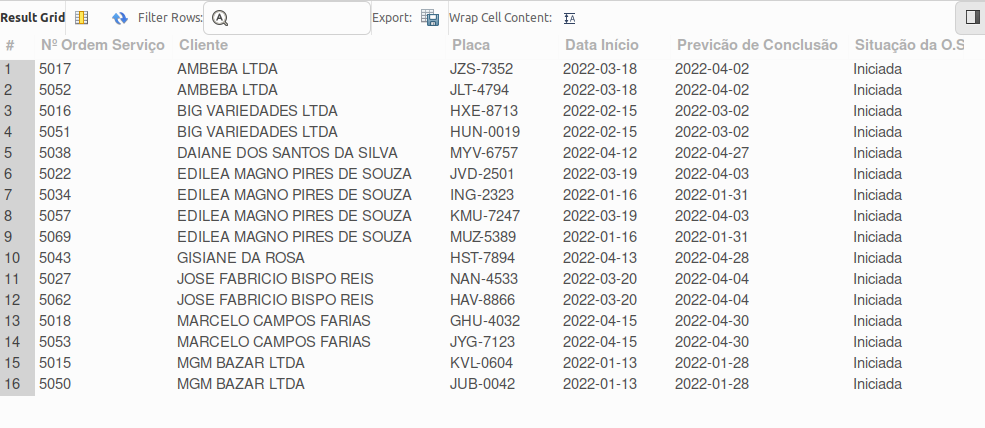 Result Grid Filter Rows: Export: Wrap Cell Content:
# Nº Ordem Serviço Cliente Placa Data Início Previcão de Conclusão Situação da O.S
1 5017 AMBEBA LTDA JZS-7352 2022-03-18 2022-04-02 Iniciada
2 5052 AMBEBA LTDA JLT-4794 2022-03-18 2022-04-02 Iniciada
3 5016 BIG VARIEDADES LTDA HXE-8713 2022-02-15 2022-03-02 Iniciada
4 5051 BIG VARIEDADES LTDA HUN-0019 2022-02-15 2022-03-02 Iniciada
5 5038 DAIANE DOS SANTOS DA SILVA MYV-6757 2022-04-12 2022-04-27 Iniciada
6 5022 EDILEA MAGNO PIRES DE SOUZA JVD-2501 2022-03-19 2022-04-03 Iniciada
7 5034 EDILEA MAGNO PIRES DE SOUZA ING-2323 2022-01-16 2022-01-31 Iniciada
8 5057 EDILEA MAGNO PIRES DE SOUZA KMU-7247 2022-03-19 2022-04-03 Iniciada
9 5069 EDILEA MAGNO PIRES DE SOUZA MUZ-5389 2022-01-16 2022-01-31 Iniciada
10 5043 GISIANE DA ROSA HST-7894 2022-04-13 2022-04-28 Iniciada
11 5027 JOSE FABRICIO BISPO REIS NAN-4533 2022-03-20 2022-04-04 Iniciada
12 5062 JOSE FABRICIO BISPO REIS HAV-8866 2022-03-20 2022-04-04 Iniciada
13 5018 MARCELO CAMPOS FARIAS GHU-4032 2022-04-15 2022-04-30 Iniciada
14 5053 MARCELO CAMPOS FARIAS JYG-7123 2022-04-15 2022-04-30 Iniciada
15 5015 MGM BAZAR LTDA KVL-0604 2022-01-13 2022-01-28 Iniciada
16 5050 MGM BAZAR LTDA JUB-0042 2022-01-13 2022-01-28 Iniciada